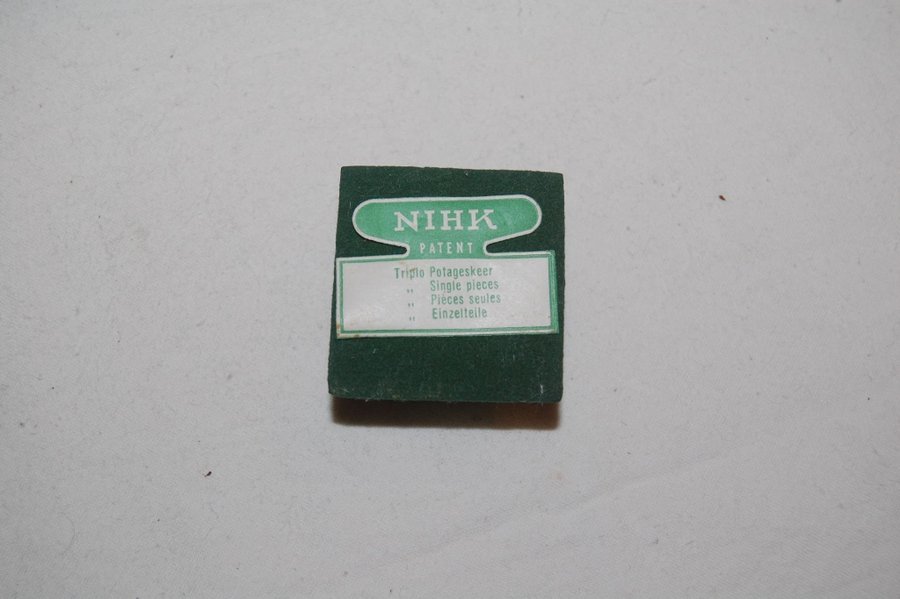 NIHK
PATENT
Triplo Potageskeer
„ Single pieces
„ Pièces seules
„ Einzelteile